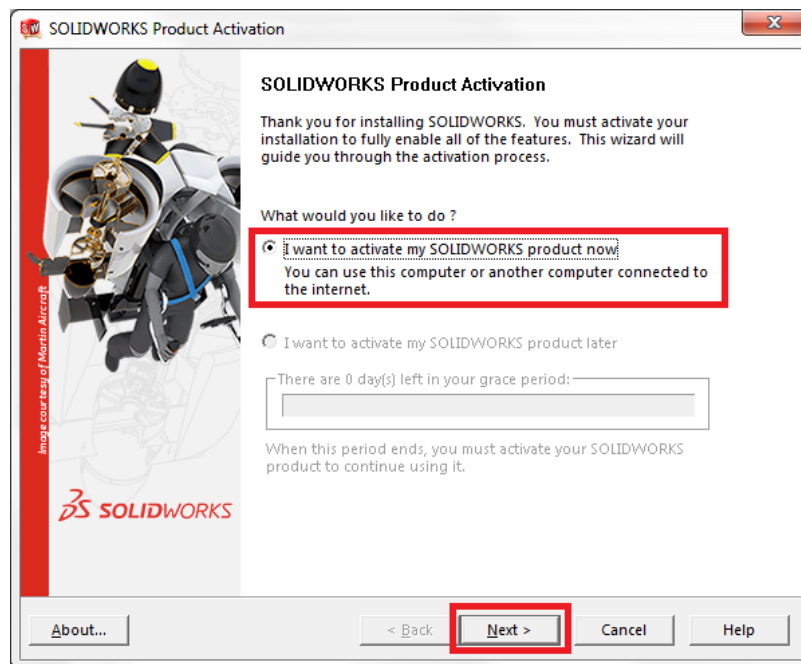 SOLIDWORKS Product Activation
SOLIDWORKS Product Activation
Thank you for installing SOLIDWORKS. You must activate your
installation to fully enable all of the features. This wizard will
guide you through the activation process.
What would you like to do ?
I want to activate my SOLIDWORKS product now
You can use this computer or another computer connected to
the internet.
I want to activate my SOLIDWORKS product later
There are 0 day(s) left in your grace period:
When this period ends, you must activate your SOLIDWORKS
product to continue using it.
Image courtesy of Martin Aircraft
SOLIDWORKS
About... < Back Next > Cancel Help